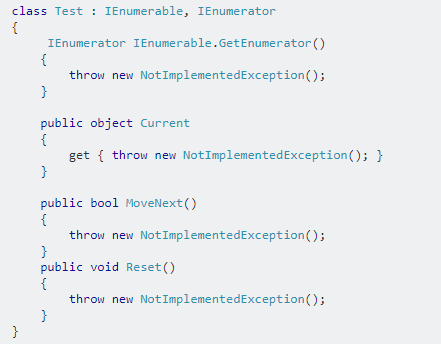 class Test : IEnumerable, IEnumerator
{
     IEnumerator IEnumerable.GetEnumerator()
    {
        throw new NotImplementedException();
    }

    public object Current
    {
        get { throw new NotImplementedException(); }
    }

    public bool MoveNext()
    {
        throw new NotImplementedException();
    }
    public void Reset()
    {
        throw new NotImplementedException();
    }
}